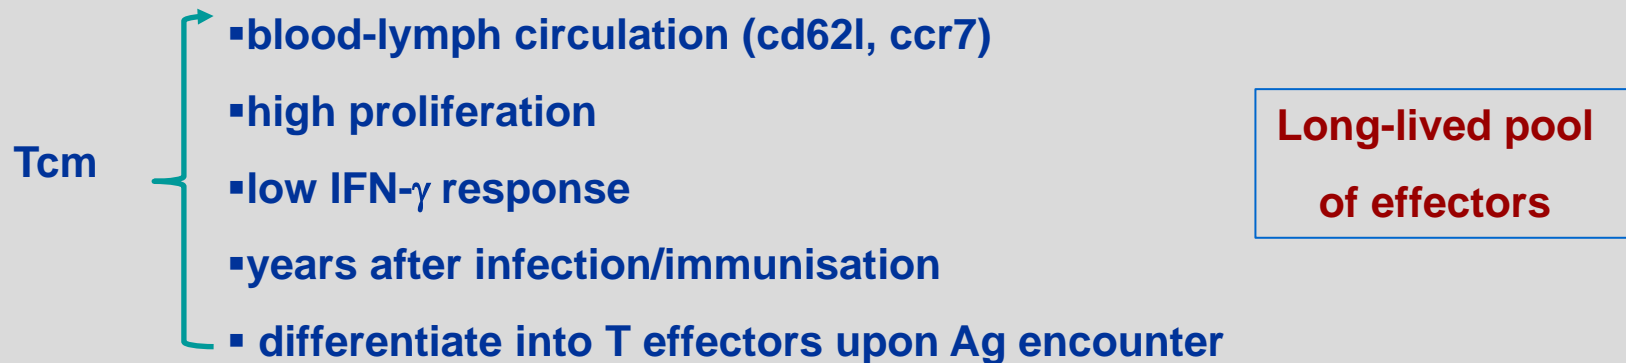 Tcm
▪blood-lymph circulation (cd62l, ccr7)
▪high proliferation
▪low IFN-γ response
▪years after infection/immunisation
▪ differentiate into T effectors upon Ag encounter
Long-lived pool
of effectors